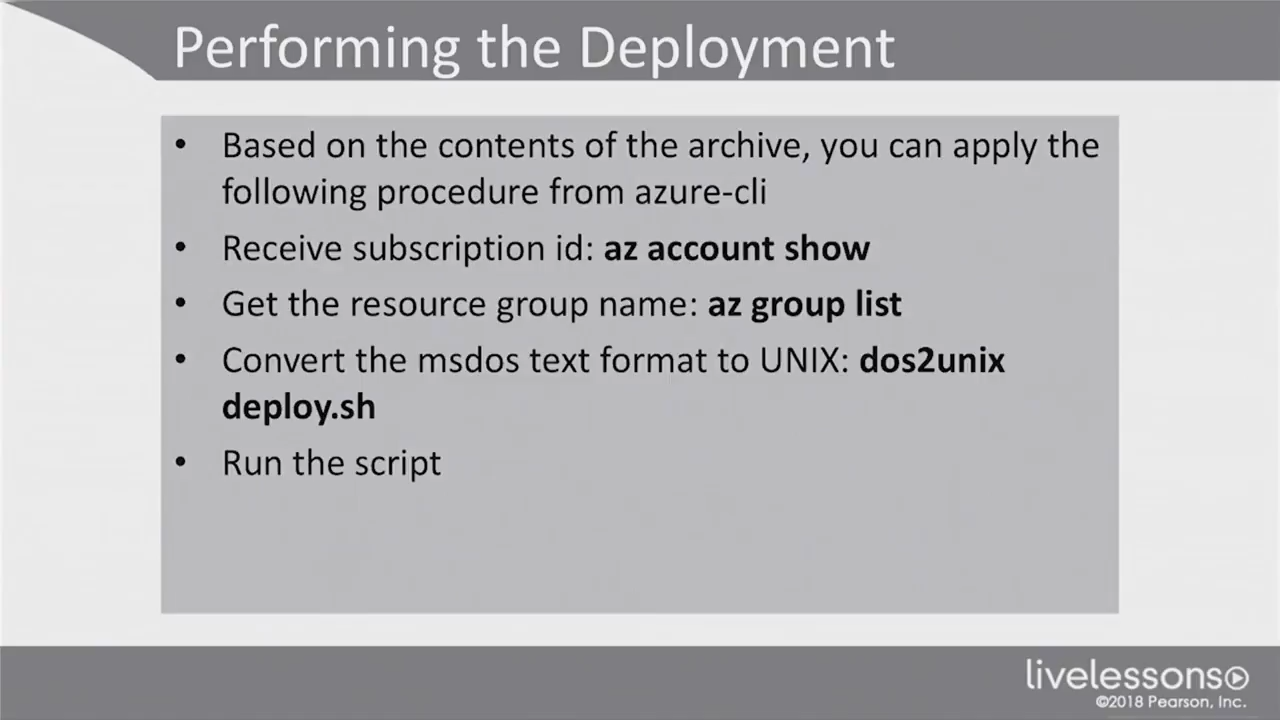 Performing the Deployment
• Based on the contents of the archive, you can apply the
following procedure from azure-cli
• Receive subscription id: az account show
• Get the resource group name: az group list
• Convert the msdos text format to UNIX: dos2unix
deploy.sh
• Run the script
livelessons
©2018 Pearson, Inc.